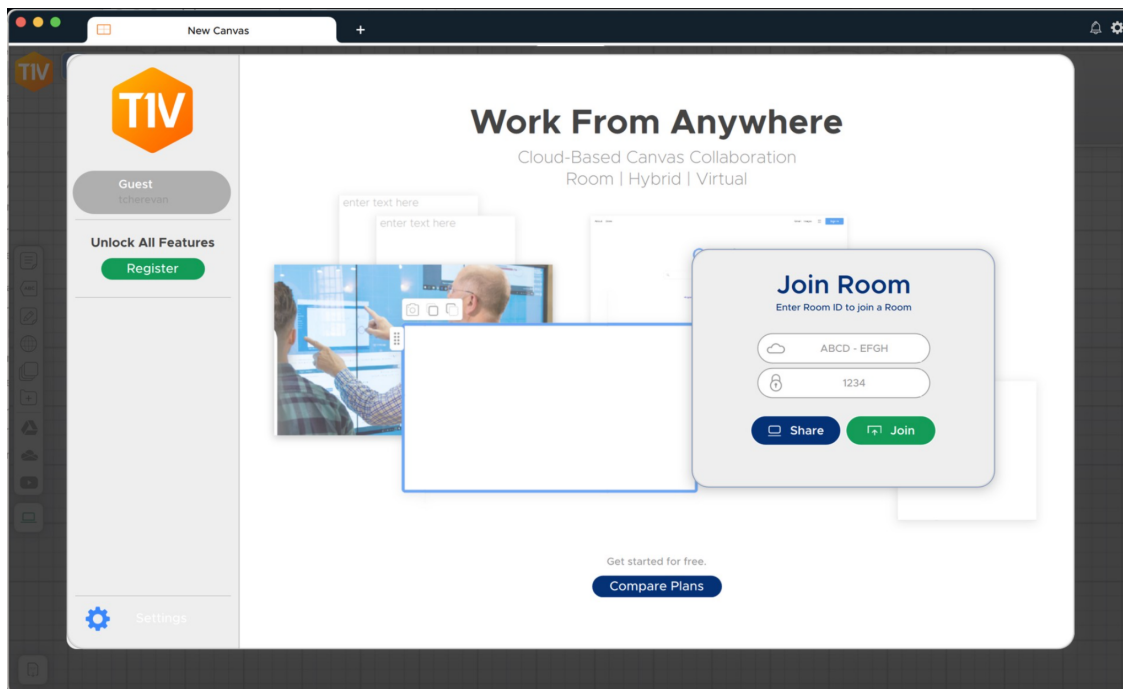 New Canvas
+
T1V
T1V
Guest
tcherevan
Unlock All Features
Register
Settings
Work From Anywhere
Cloud-Based Canvas Collaboration
Room | Hybrid | Virtual
enter text here
enter text here
Join Room
Enter Room ID to join a Room
ABCD - EFGH
1234
Share
Join
Get started for free.
Compare Plans